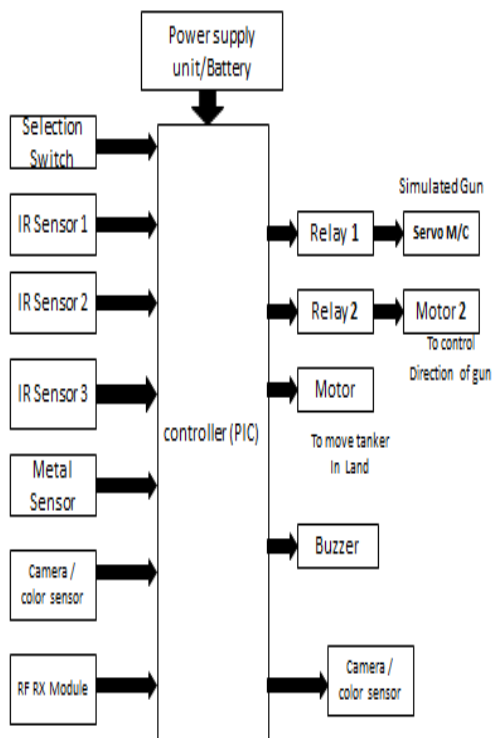 Power supply
unit/Battery
Selection
Switch
IR Sensor 1
IR Sensor 2
IR Sensor 3
Metal
Sensor
Camera /
color sensor
RF RX Module
controller (PIC)
Simulated Gun
Relay 1
Servo M/C
Relay 2
Motor 2
To control
Direction of gun
Motor
To move tanker
In Land
Buzzer
Camera /
color sensor